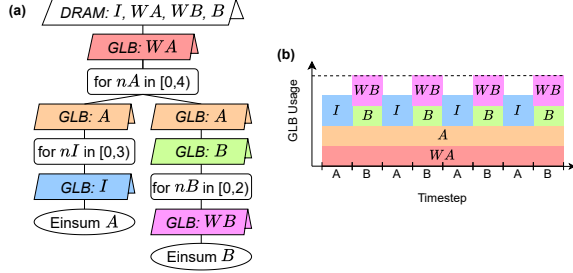 (a)
DRAM: I, WA, WB, B
GLB: WA
for nA in [0,4)
GLB: A
GLB: A
for nI in [0,3)
GLB: B
GLB: I
for nB in [0,2)
Einsum A
GLB: WB
Einsum B
(b)
GLB Usage
WB WB WB WB
I B I B I B I B
A
WA
A B A B A B A B
Timestep